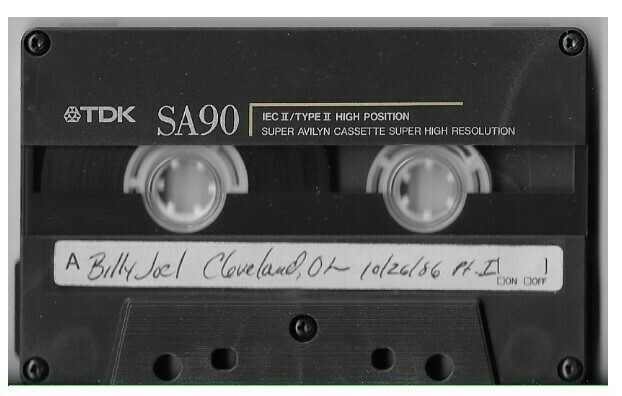 TDK SA90
IEC II/TYPE II HIGH POSITION
SUPER AVILYN CASSETTE SUPER HIGH RESOLUTION
A Billy Joel Cleveland, OH 10/26/86 Pt. I
□ON □OFF